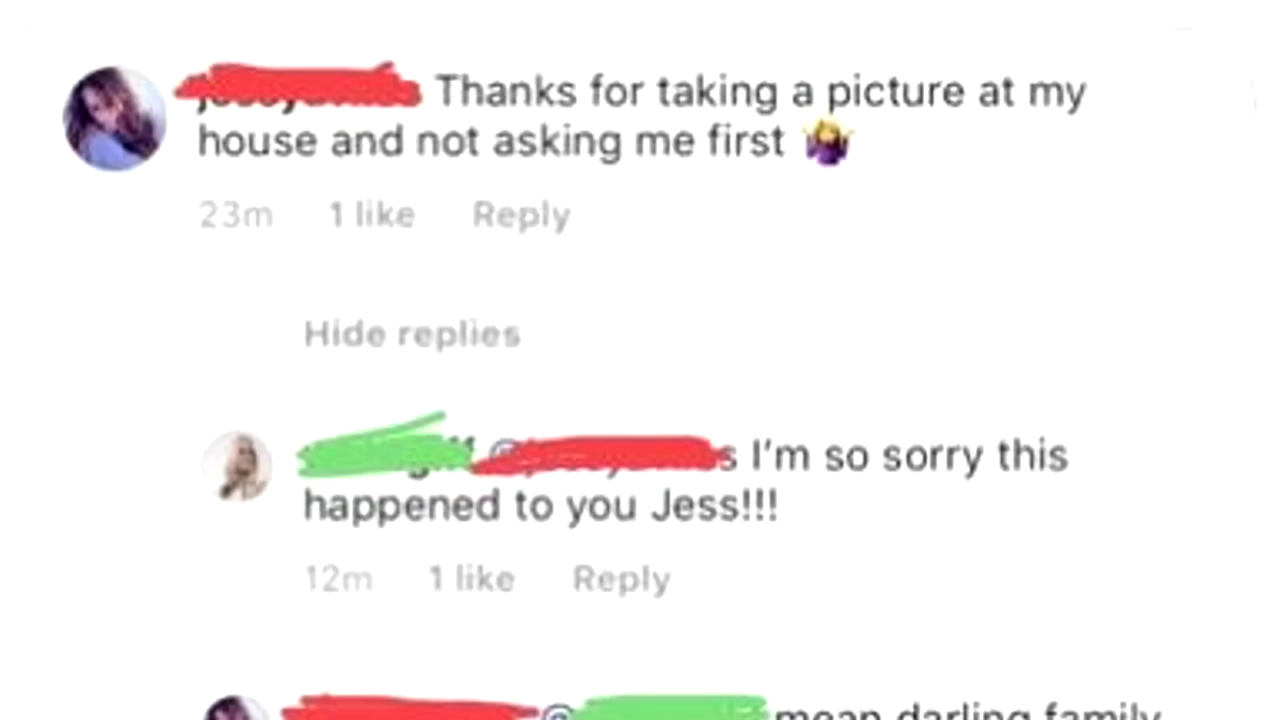 Thanks for taking a picture at my
house and not asking me first 🤷‍♀️
23m 1 like Reply
Hide replies
@ s I'm so sorry this
happened to you Jess!!!
12m 1 like Reply
@ mean darling family